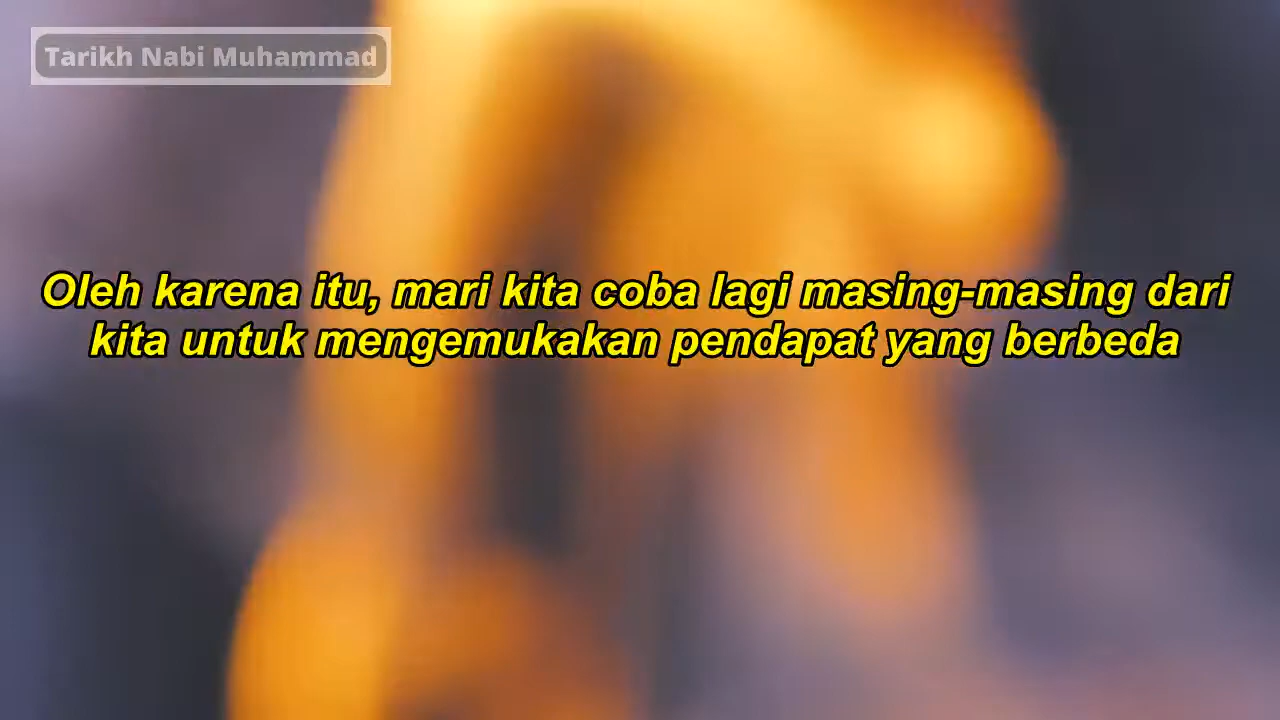 Tarikh Nabi Muhammad
Oleh karena itu, mari kita coba lagi masing-masing dari
kita untuk mengemukakan pendapat yang berbeda